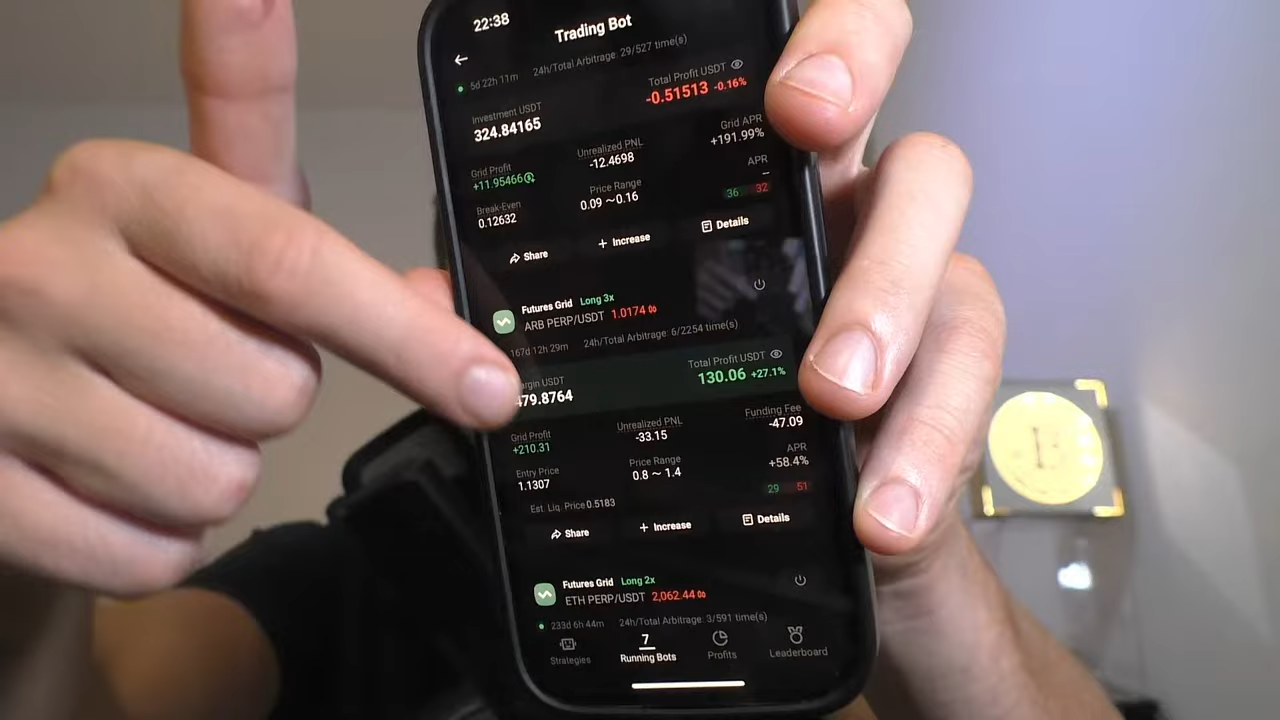 22:38
Trading Bot
5d 22h 11m 24h/Total Arbitrage: 29/527 time(s)
Investment USDT Total Profit USDT
324.84165 -0.51513 -0.16%
Grid Profit Unrealized PNL Grid APR
+11.95466 -12.4698 +191.99%
Break-Even Price Range APR
0.12632 0.09 ~ 0.16 --
36 32
Share + Increase Details
Futures Grid Long 3x
ARB PERP/USDT 1.0174
167d 12h 29m 24h/Total Arbitrage: 6/2254 time(s)
USDT Total Profit USDT
479.8764 130.06 +27.1%
Grid Profit Unrealized PNL Funding Fee
+210.31 -33.15 -47.09
Entry Price Price Range APR
1.1307 0.8 ~ 1.4 +58.4%
Est. Liq. Price 0.5183 29 51
Share + Increase Details
Futures Grid Long 2x
ETH PERP/USDT 2,062.44
233d 6h 44m 24h/Total Arbitrage: 3/591 time(s)
7
Strategies Running Bots Profits Leaderboard